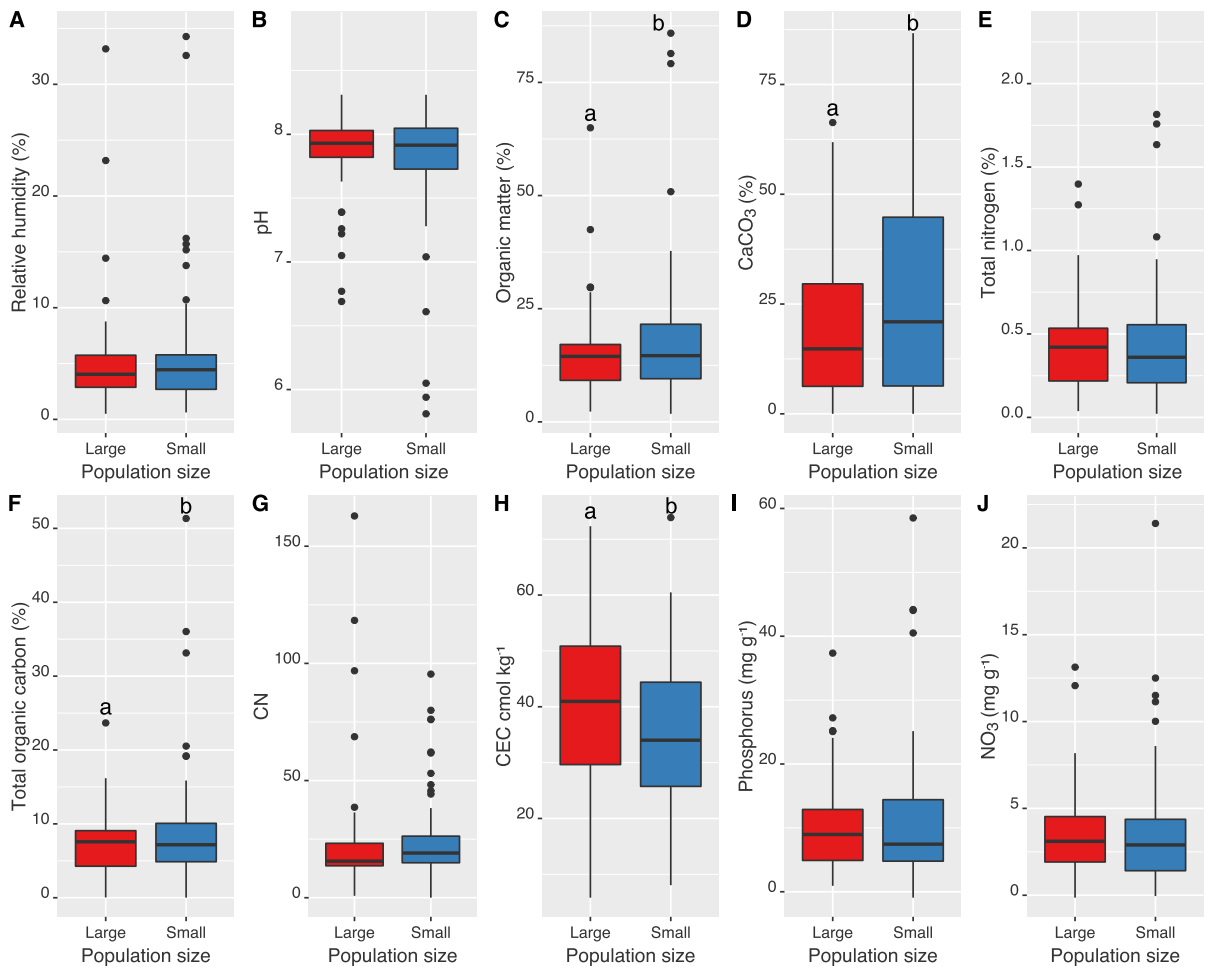 A
Relative humidity (%)
30
20
10
0
Large Small
Population size
B
pH
8
7
6
Large Small
Population size
C
Organic matter (%)
75
50
25
0
a
b
Large Small
Population size
D
CaCO₃ (%)
75
50
25
0
a
b
Large Small
Population size
E
Total nitrogen (%)
2.0
1.5
1.0
0.5
0.0
Large Small
Population size
F
Total organic carbon (%)
50
40
30
20
10
0
a
b
Large Small
Population size
G
CN
150
100
50
0
Large Small
Population size
H
CEC cmol kg⁻¹
60
40
20
a
b
Large Small
Population size
I
Phosphorus (mg g⁻¹)
60
40
20
0
Large Small
Population size
J
NO₃ (mg g⁻¹)
20
15
10
5
0
Large Small
Population size